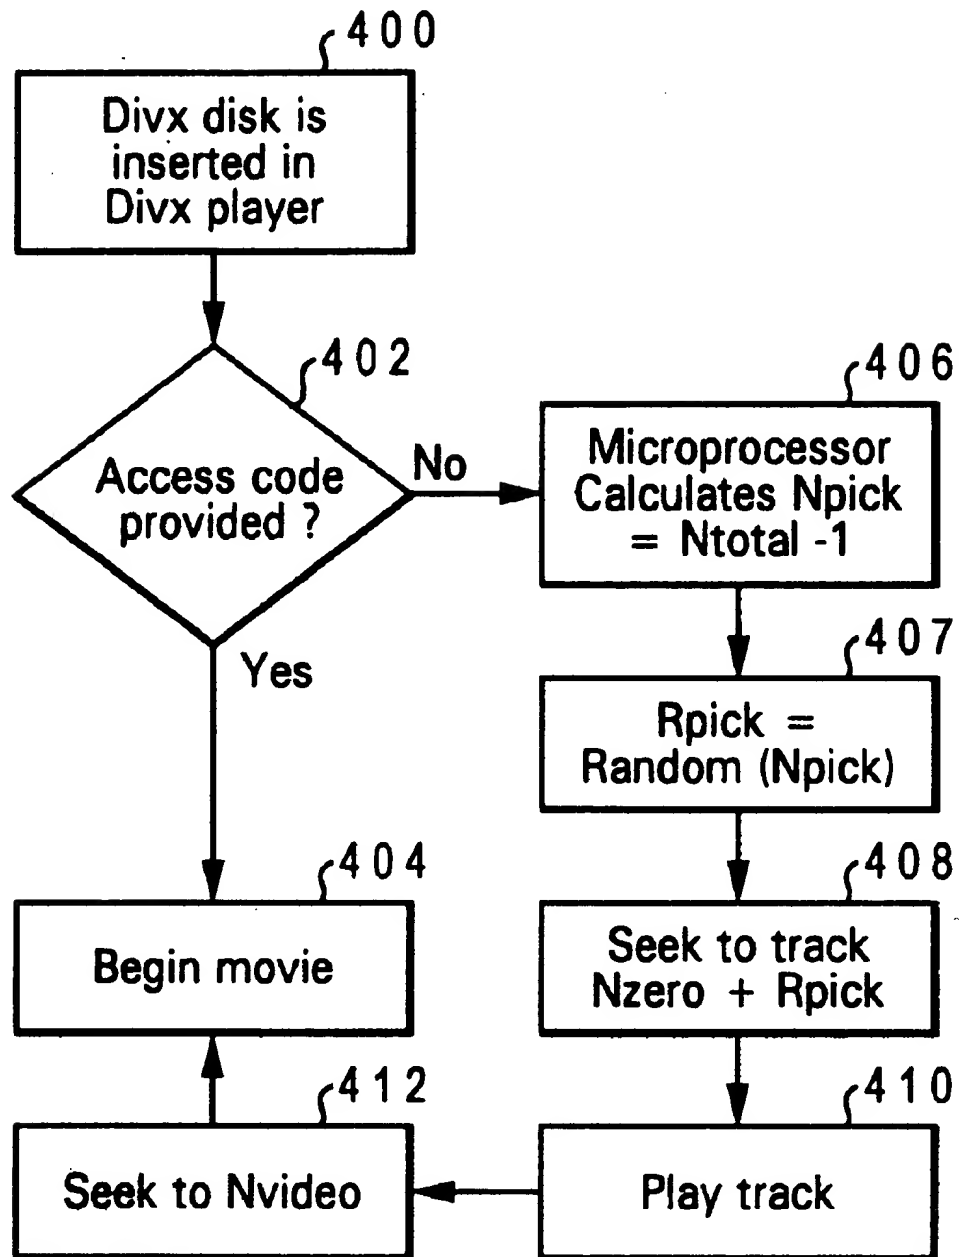 400
Divx disk is
inserted in
Divx player
402
Access code
provided ?
No
Yes
406
Microprocessor
Calculates Npick
= Ntotal -1
407
Rpick =
Random (Npick)
408
Seek to track
Nzero + Rpick
410
Play track
412
Seek to Nvideo
404
Begin movie